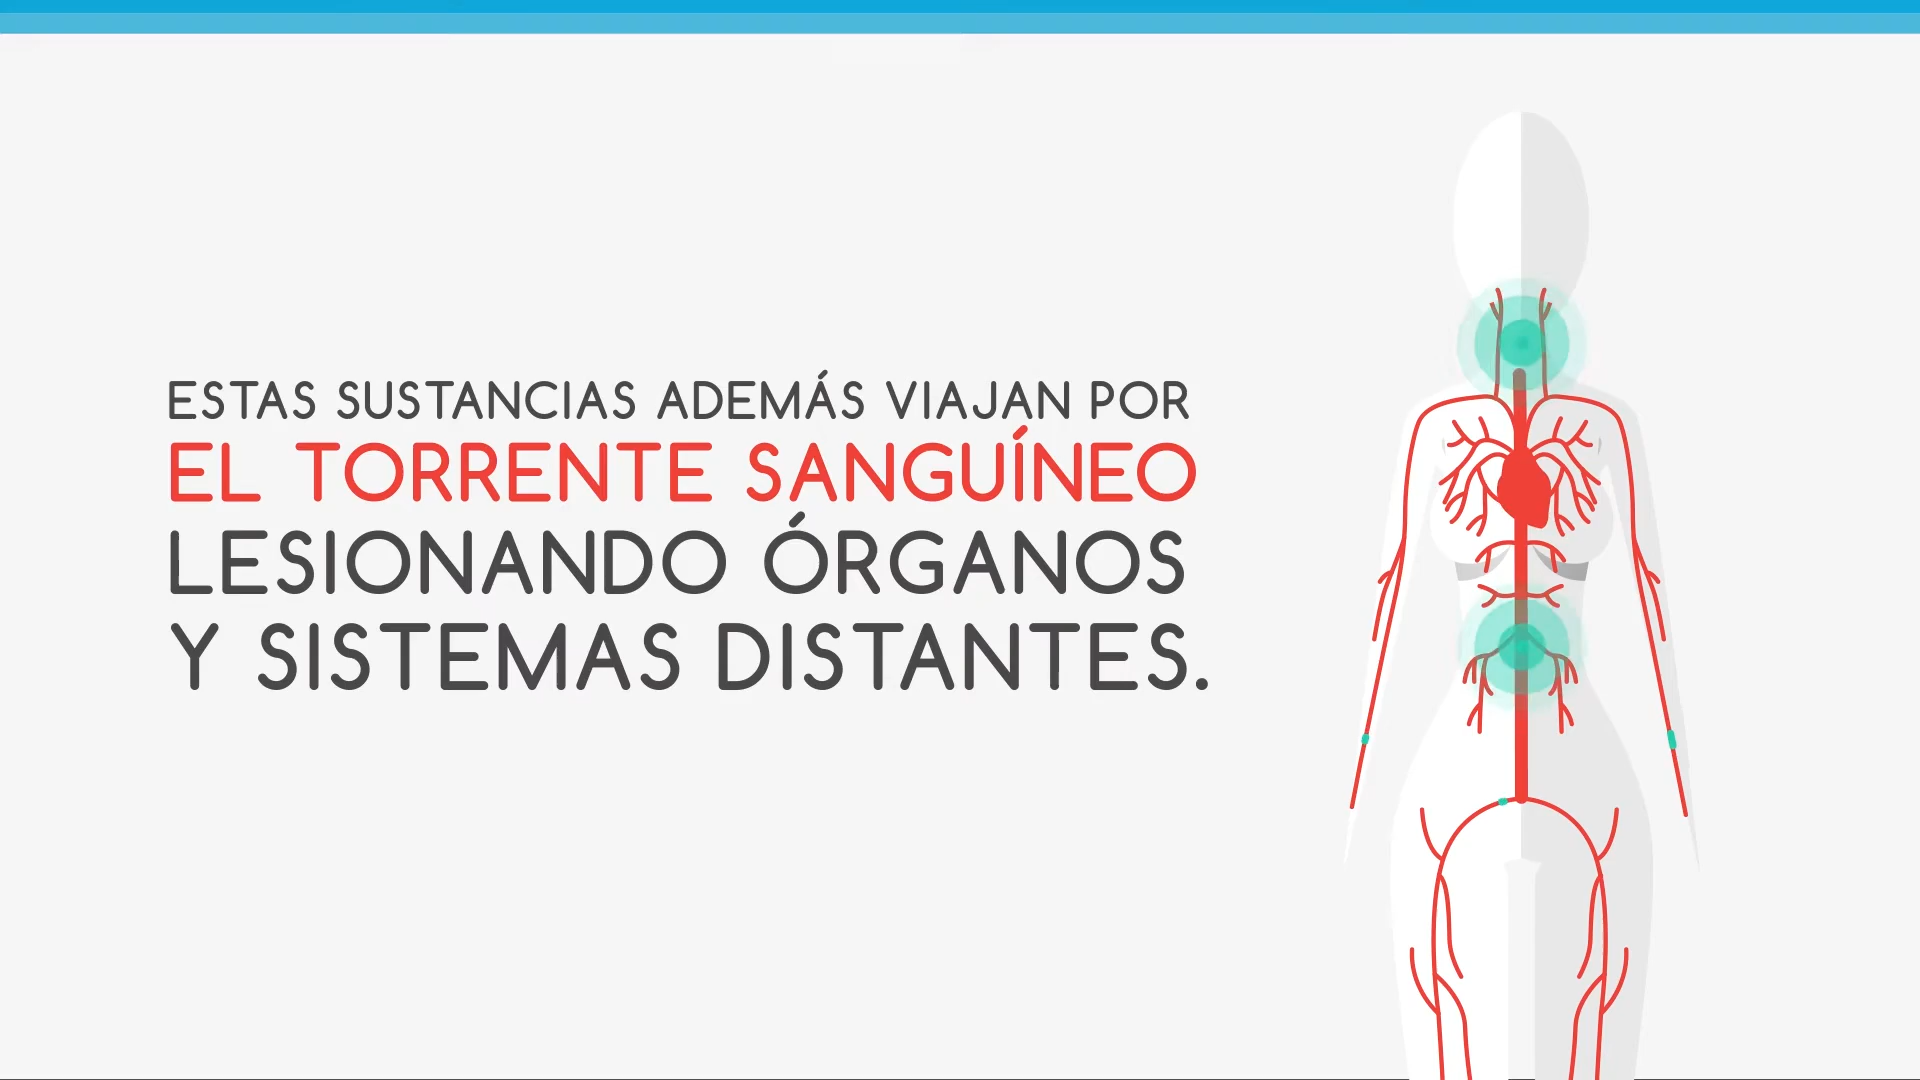 ESTAS SUSTANCIAS ADEMÁS VIAJAN POR
EL TORRENTE SANGUÍNEO
LESIONANDO ÓRGANOS
Y SISTEMAS DISTANTES.